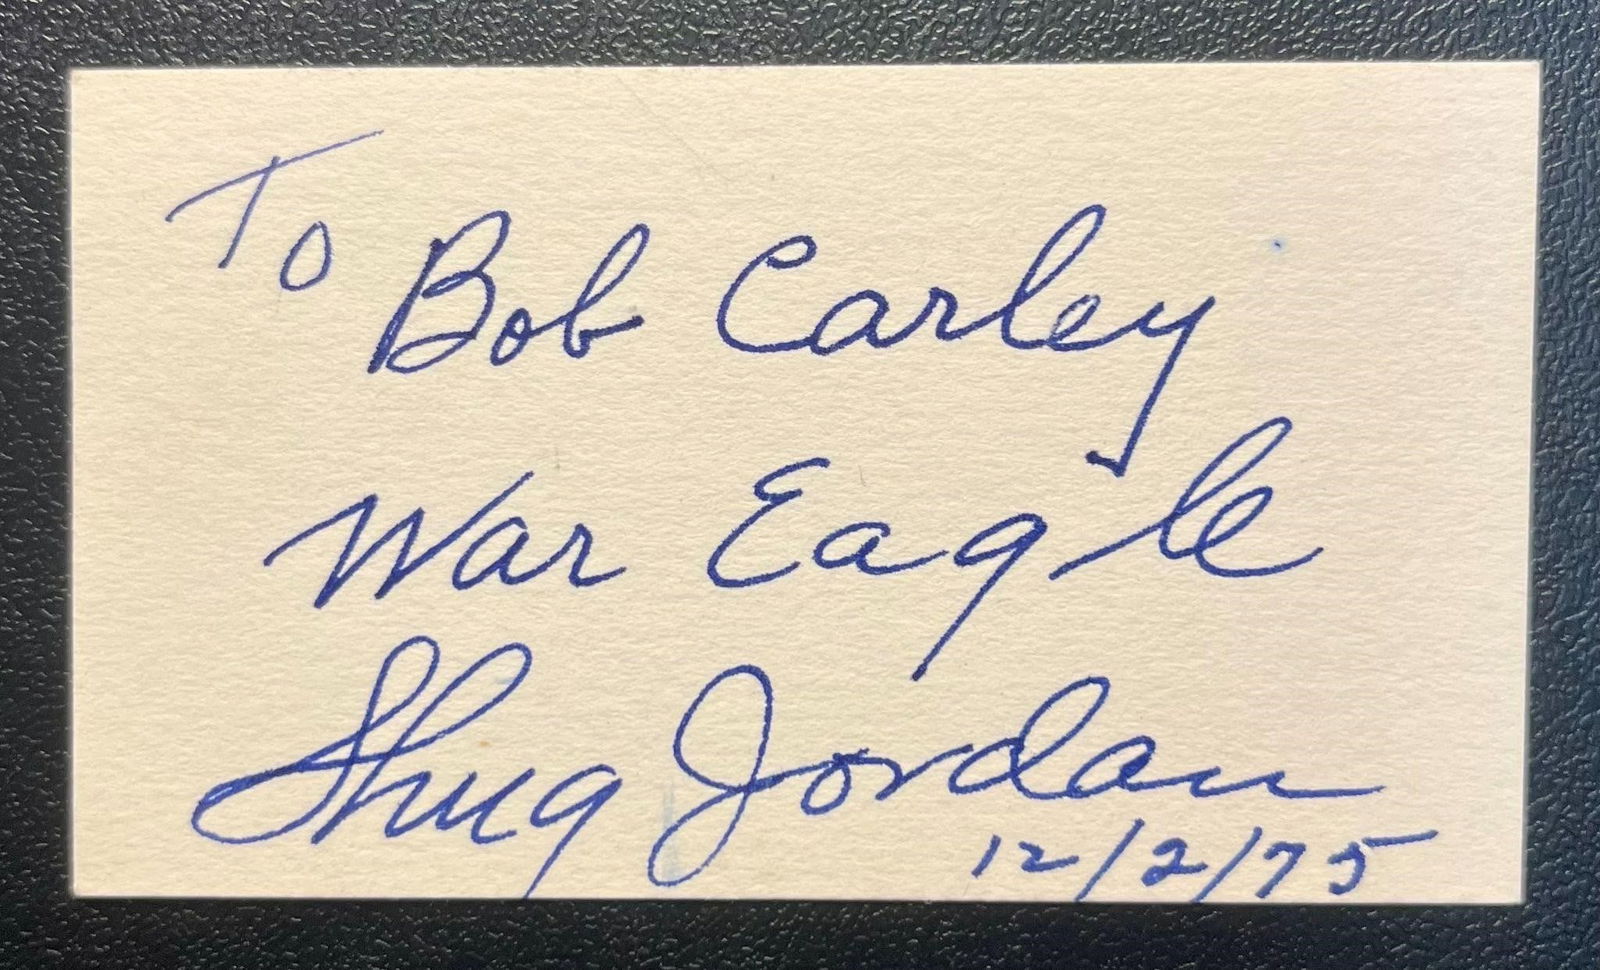 To
Bob Carley
War Eagle
Shug Jordan
12/2/75